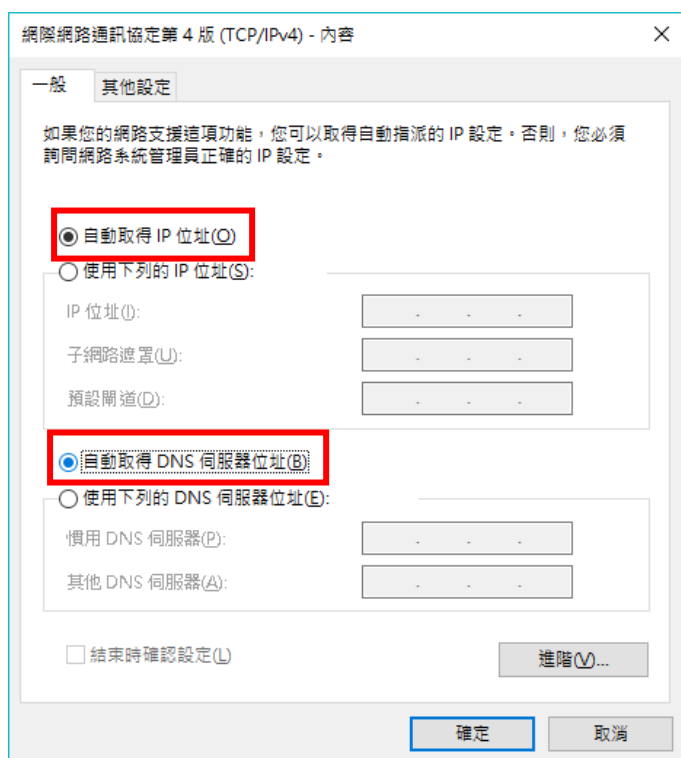 網際網路通訊協定第 4 版 (TCP/IPv4) - 內容
一般 其他設定
如果您的網路支援這項功能，您可以取得自動指派的 IP 設定。否則，您必須
詢問網路系統管理員正確的 IP 設定。
自動取得 IP 位址(O)
使用下列的 IP 位址(S):
IP 位址(I):
子網路遮罩(U):
預設閘道(D):
自動取得 DNS 伺服器位址(B)
使用下列的 DNS 伺服器位址(E):
慣用 DNS 伺服器(P):
其他 DNS 伺服器(A):
結束時確認設定(L)
進階(V)...
確定 取消